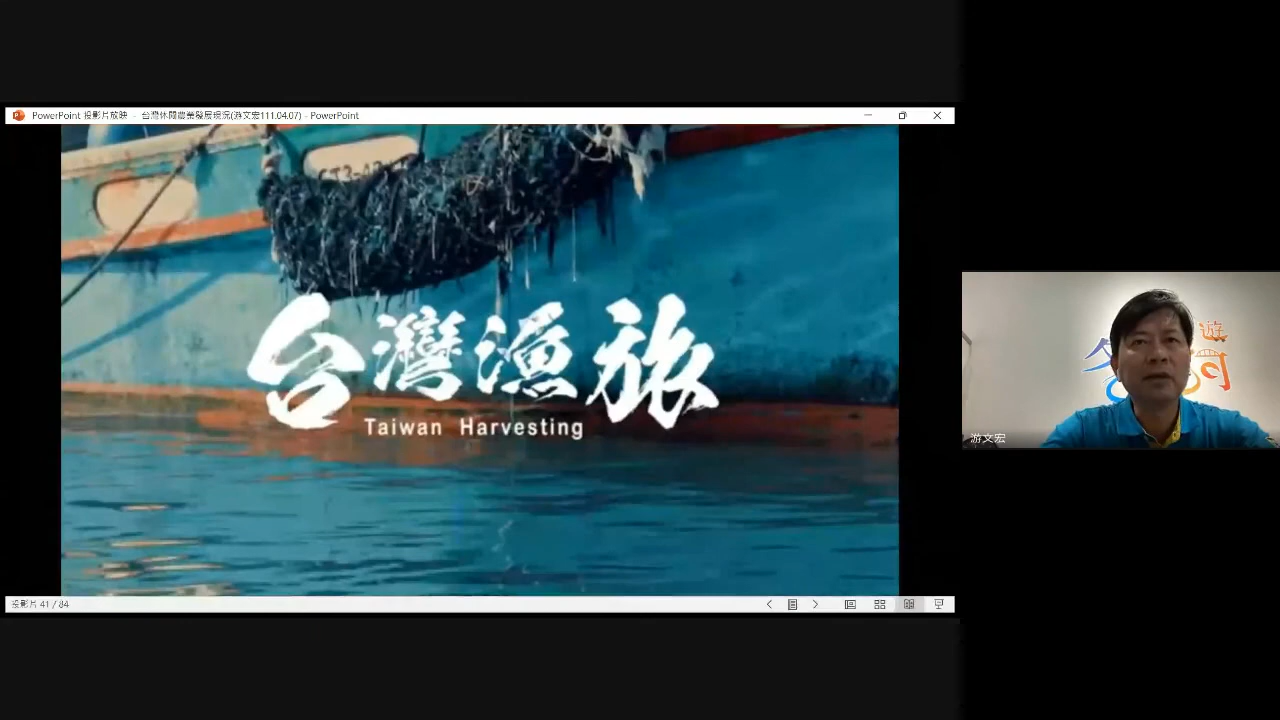 PowerPoint 投影片放映 - 台灣休閒農業發展現況(游文宏111.04.07) - PowerPoint
台灣漁旅
Taiwan Harvesting
遊
游文宏
投影片 41 / 84